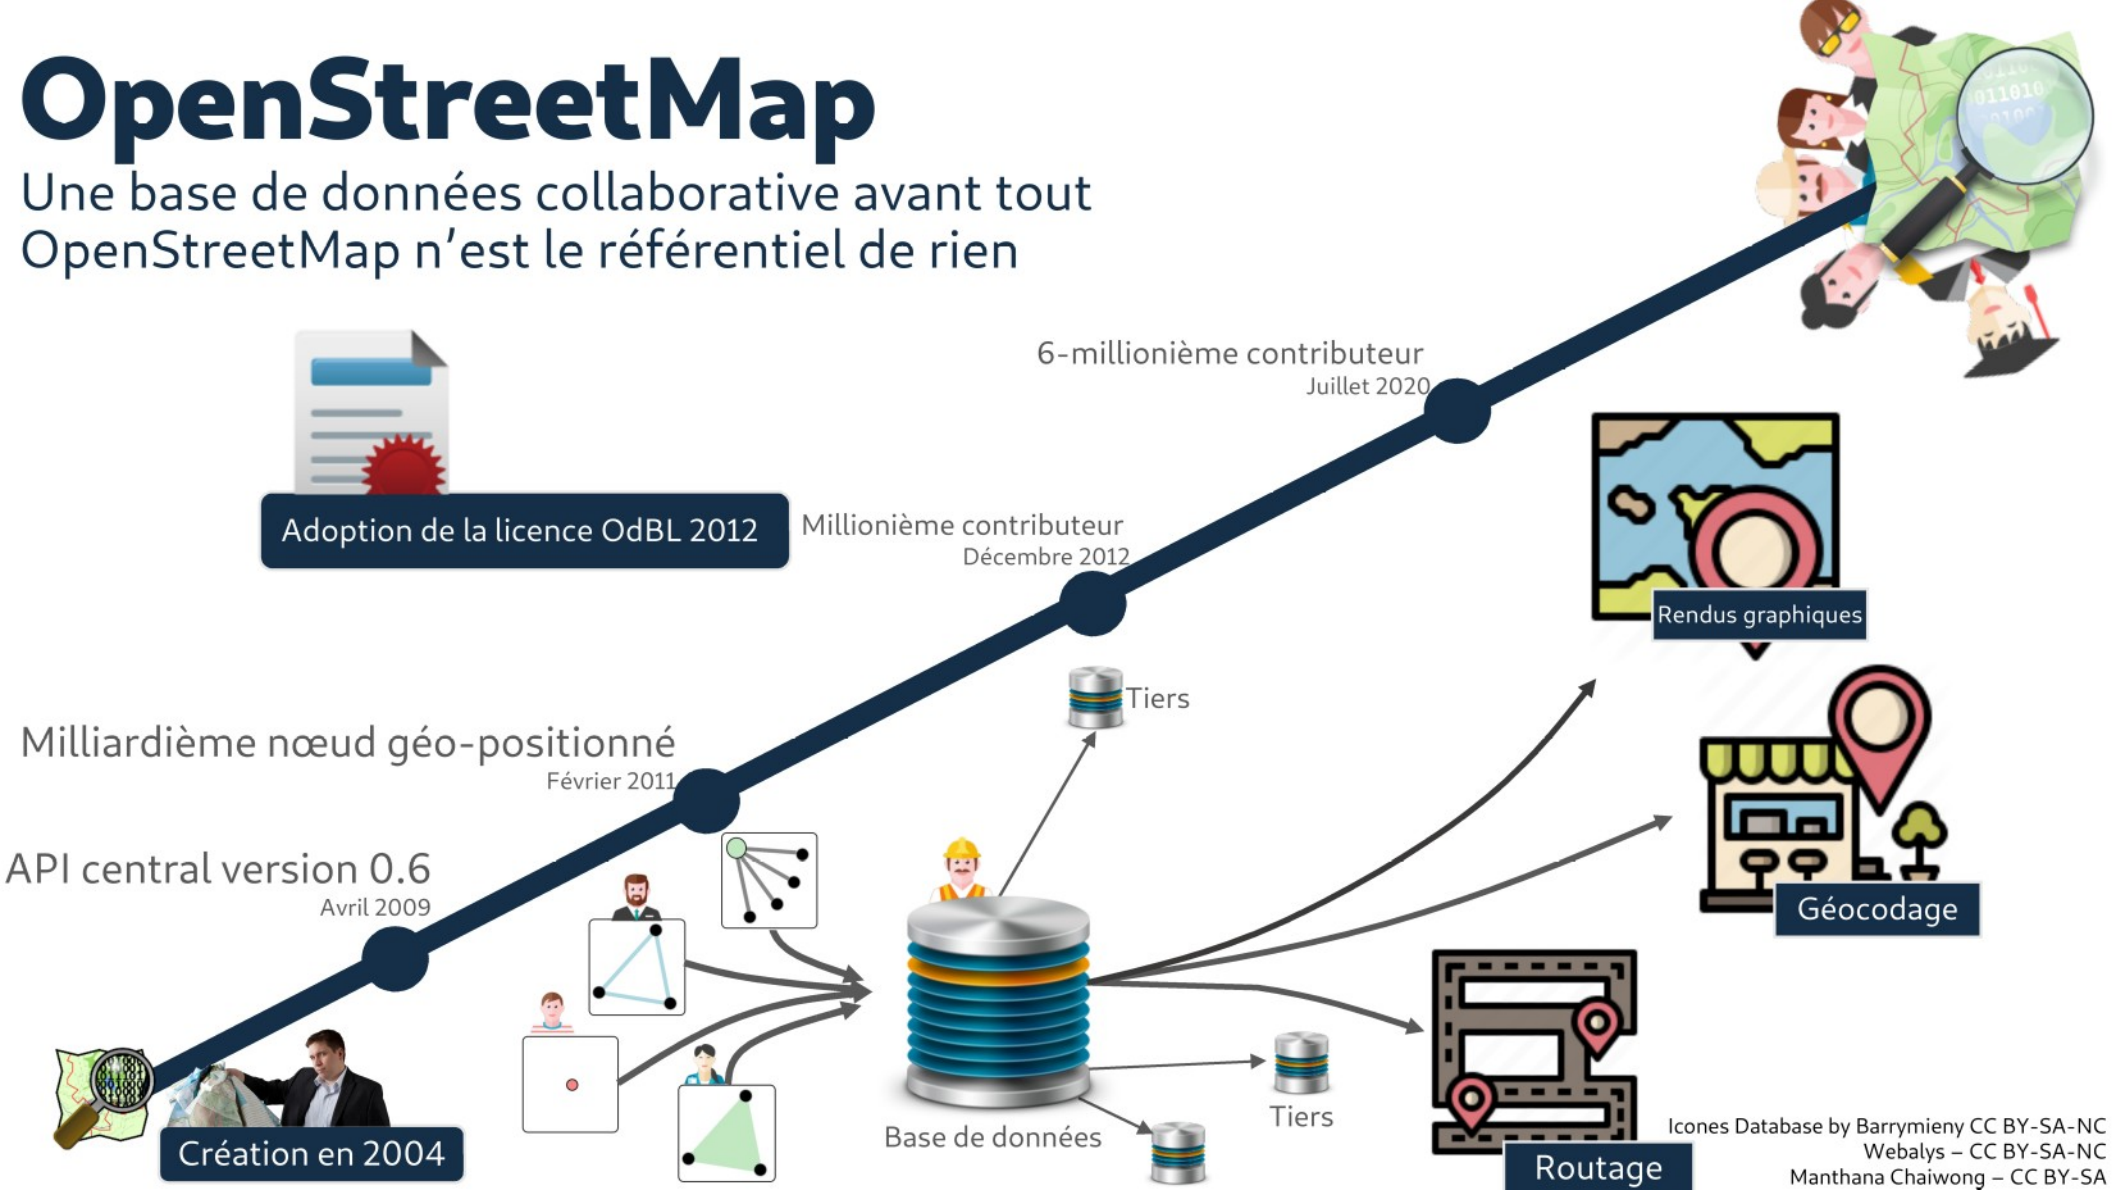 OpenStreetMap
Une base de données collaborative avant tout
OpenStreetMap n'est le référentiel de rien
6-millionième contributeur
Juillet 2020
Adoption de la licence OdBL 2012
Millionième contributeur
Décembre 2012
Rendus graphiques
Tiers
Milliardième nœud géo-positionné
Février 2011
API central version 0.6
Avril 2009
Géocodage
Création en 2004
Base de données
Tiers
Routage
Icones Database by Barrymieny CC BY-SA-NC
Webalys – CC BY-SA-NC
Manthana Chaiwong – CC BY-SA